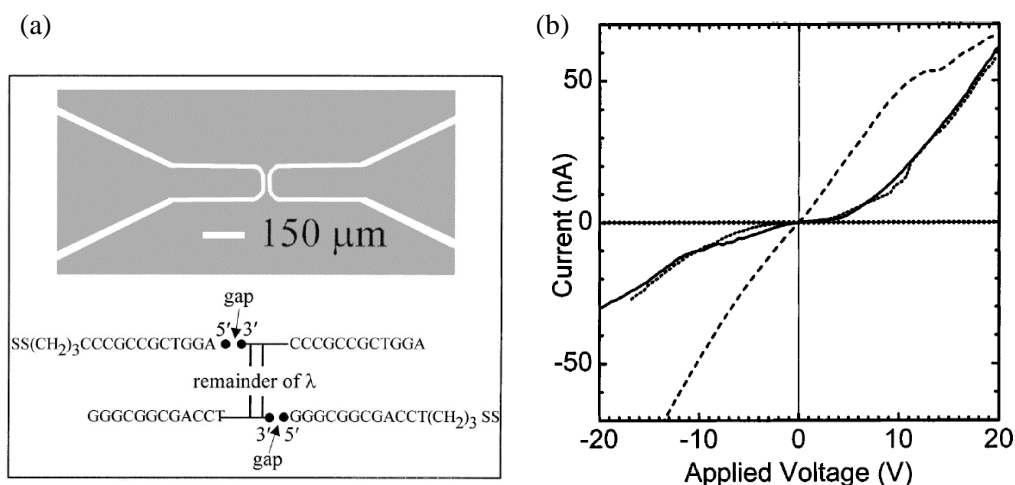 (a)
150 μm
gap
5′ 3′
SS(CH2)3CCCGCCGCTGGA CCCGCCGCTGGA
remainder of λ
GGGCGGCGACCT GGGCGGCGACCT(CH2)3 SS
3′ 5′
gap
(b)
50
0
-50
Current (nA)
-20 -10 0 10 20
Applied Voltage (V)